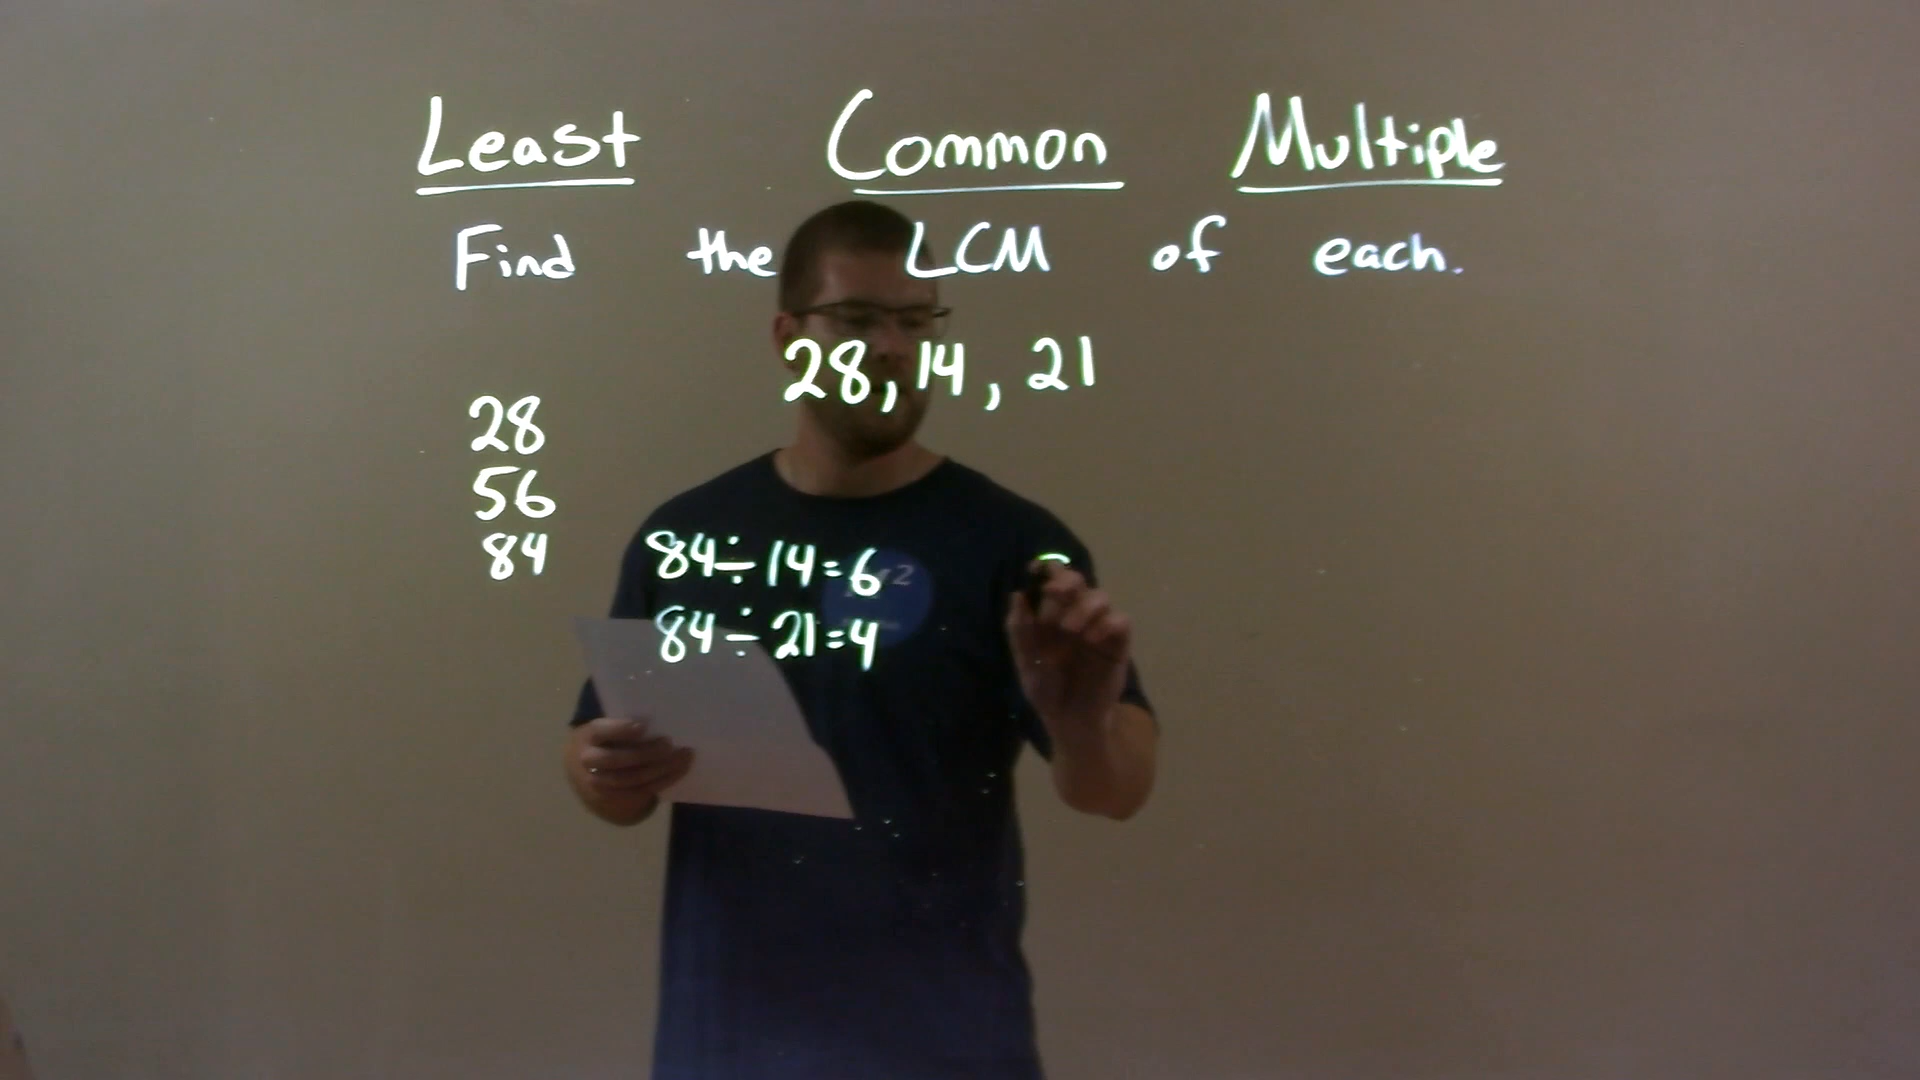 Least Common Multiple
Find the LCM of each.
28, 14, 21
28
56
84
84÷14=6
84÷21=4